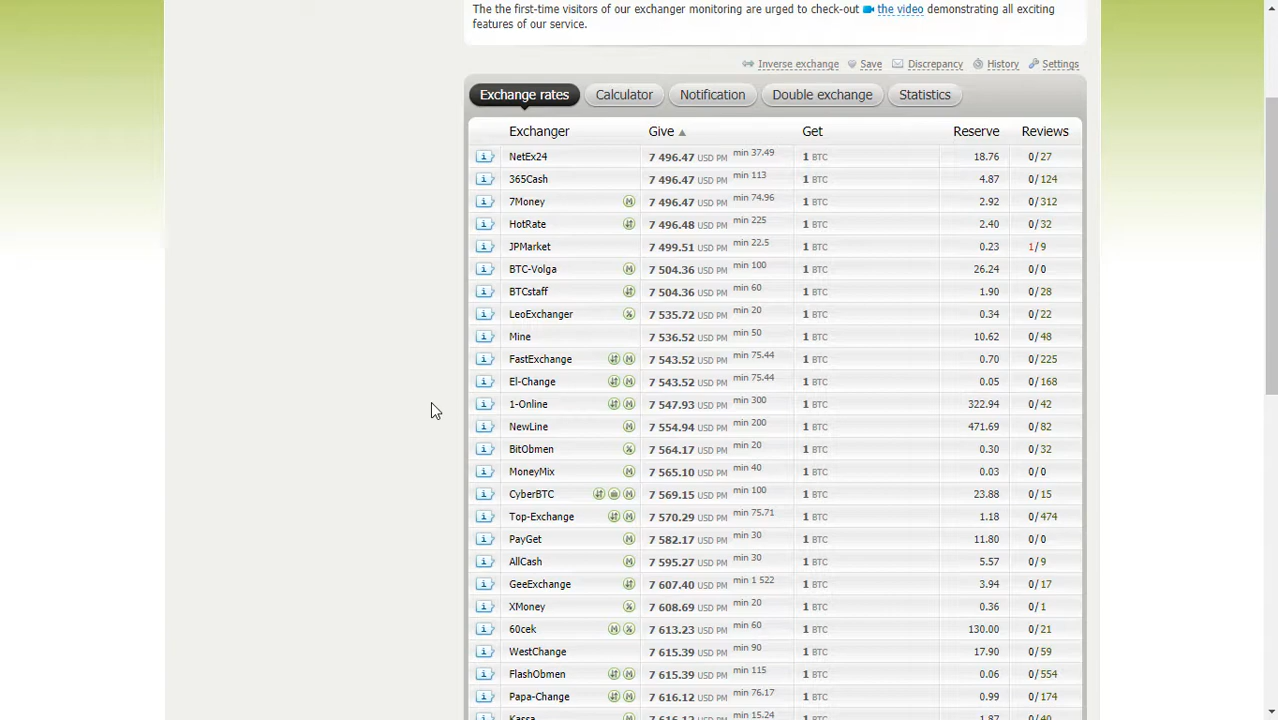 The the first-time visitors of our exchanger monitoring are urged to check-out the video demonstrating all exciting
features of our service.
Inverse exchange Save Discrepancy History Settings
Exchange rates Calculator Notification Double exchange Statistics
Exchanger Give ▲ Get Reserve Reviews
NetEx24 7 496.47 USD PM min 37.49 1 BTC 18.76 0/27
365Cash 7 496.47 USD PM min 113 1 BTC 4.87 0/124
7Money 7 496.47 USD PM min 74.96 1 BTC 2.92 0/312
HotRate 7 496.48 USD PM min 225 1 BTC 2.40 0/32
JPMarket 7 499.51 USD PM min 22.5 1 BTC 0.23 1/9
BTC-Volga 7 504.36 USD PM min 100 1 BTC 26.24 0/0
BTCstaff 7 504.36 USD PM min 60 1 BTC 1.90 0/28
LeoExchanger 7 535.72 USD PM min 20 1 BTC 0.34 0/22
Mine 7 536.52 USD PM min 50 1 BTC 10.62 0/48
FastExchange 7 543.52 USD PM min 75.44 1 BTC 0.70 0/225
El-Change 7 543.52 USD PM min 75.44 1 BTC 0.05 0/168
1-Online 7 547.93 USD PM min 300 1 BTC 322.94 0/42
NewLine 7 554.94 USD PM min 200 1 BTC 471.69 0/82
BitObmen 7 564.17 USD PM min 20 1 BTC 0.30 0/32
MoneyMix 7 565.10 USD PM min 40 1 BTC 0.03 0/0
CyberBTC 7 569.15 USD PM min 100 1 BTC 23.88 0/15
Top-Exchange 7 570.29 USD PM min 75.71 1 BTC 1.18 0/474
PayGet 7 582.17 USD PM min 30 1 BTC 11.80 0/0
AllCash 7 595.27 USD PM min 30 1 BTC 5.57 0/9
GeeExchange 7 607.40 USD PM min 1 522 1 BTC 3.94 0/17
XMoney 7 608.69 USD PM min 20 1 BTC 0.36 0/1
60cek 7 613.23 USD PM min 60 1 BTC 130.00 0/21
WestChange 7 615.39 USD PM min 90 1 BTC 17.90 0/59
FlashObmen 7 615.39 USD PM min 115 1 BTC 0.06 0/554
Papa-Change 7 616.12 USD PM min 76.17 1 BTC 0.99 0/174
Kassa 7 616.12 USD PM min 15.24 1 BTC 1.87 0/40